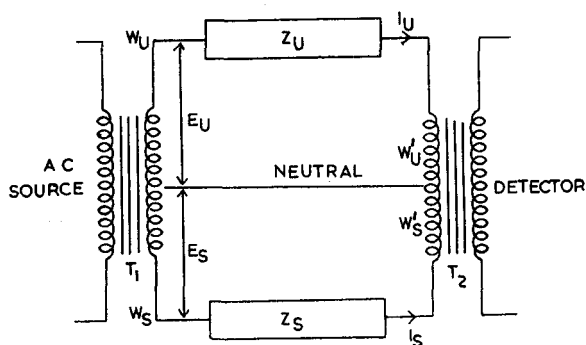 W_U
Z_U
I_U
E_U
W'_U
A C
SOURCE
NEUTRAL
DETECTOR
W'_S
E_S
T_1
T_2
W_S
Z_S
I_S